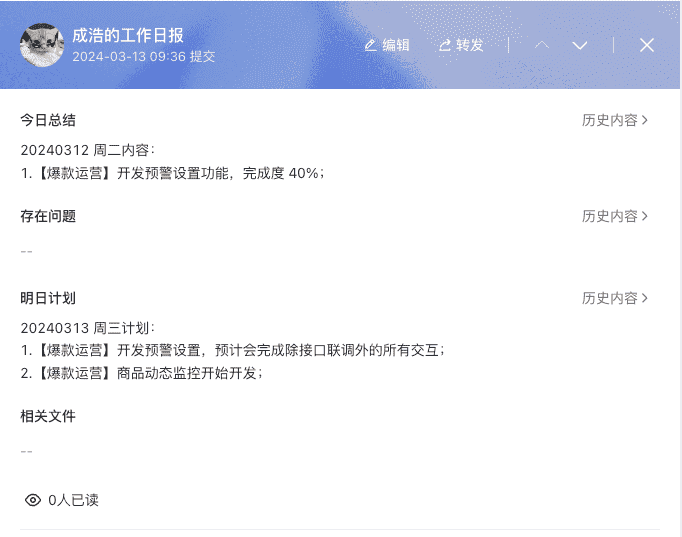 成浩的工作日报
2024-03-13 09:36 提交
编辑
转发
今日总结
历史内容
20240312 周二内容：
1.【爆款运营】开发预警设置功能，完成度 40%；
存在问题
历史内容
--
明日计划
历史内容
20240313 周三计划：
1.【爆款运营】开发预警设置，预计会完成除接口联调外的所有交互；
2.【爆款运营】商品动态监控开始开发；
相关文件
--
0人已读